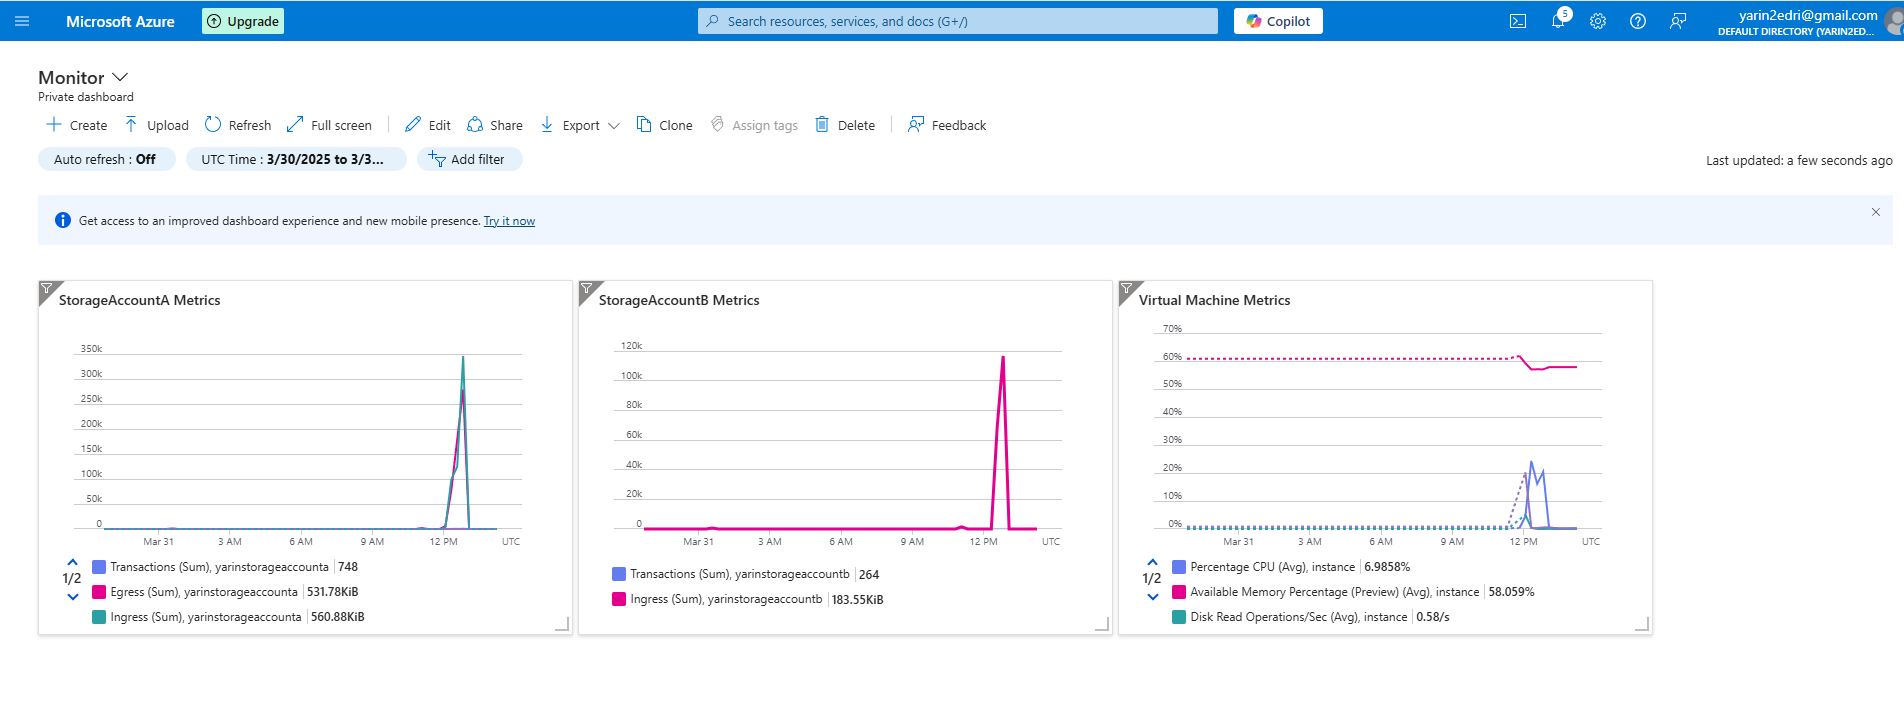 Microsoft Azure
Upgrade
Search resources, services, and docs (G+/)
Copilot
5
yarin2edri@gmail.com
DEFAULT DIRECTORY (YARIN2ED...
Monitor
Private dashboard
Create Upload Refresh Full screen Edit Share Export Clone Assign tags Delete Feedback
Auto refresh : Off UTC Time : 3/30/2025 to 3/3... Add filter
Last updated: a few seconds ago
Get access to an improved dashboard experience and new mobile presence. Try it now
StorageAccountA Metrics
350k
300k
250k
200k
150k
100k
50k
0
Mar 31 3 AM 6 AM 9 AM 12 PM UTC
1/2
Transactions (Sum), yarinstorageaccounta 748
Egress (Sum), yarinstorageaccounta 531.78KiB
Ingress (Sum), yarinstorageaccounta 560.88KiB
StorageAccountB Metrics
120k
100k
80k
60k
40k
20k
0
Mar 31 3 AM 6 AM 9 AM 12 PM UTC
Transactions (Sum), yarinstorageaccountb 264
Ingress (Sum), yarinstorageaccountb 183.55KiB
Virtual Machine Metrics
70%
60%
50%
40%
30%
20%
10%
0%
Mar 31 3 AM 6 AM 9 AM 12 PM UTC
1/2
Percentage CPU (Avg), instance 6.9858%
Available Memory Percentage (Preview) (Avg), instance 58.059%
Disk Read Operations/Sec (Avg), instance 0.58/s